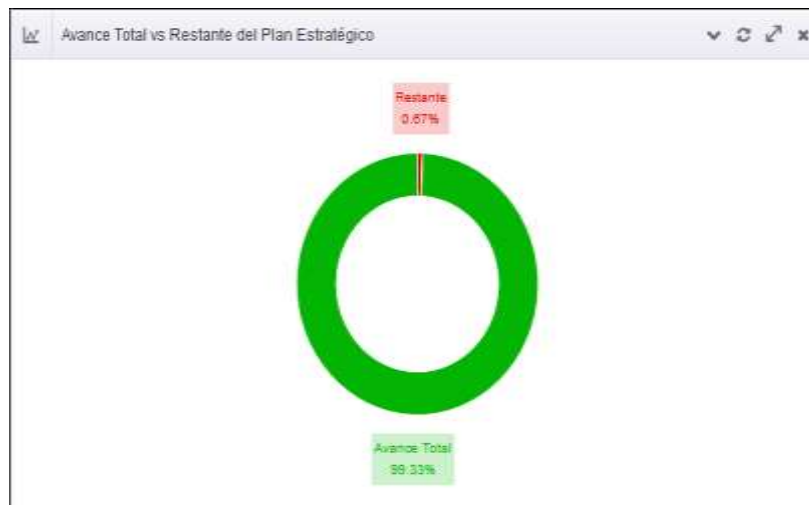 Avance Total vs Restante del Plan Estratégico
Restante
0.67%
Avance Total
99.33%